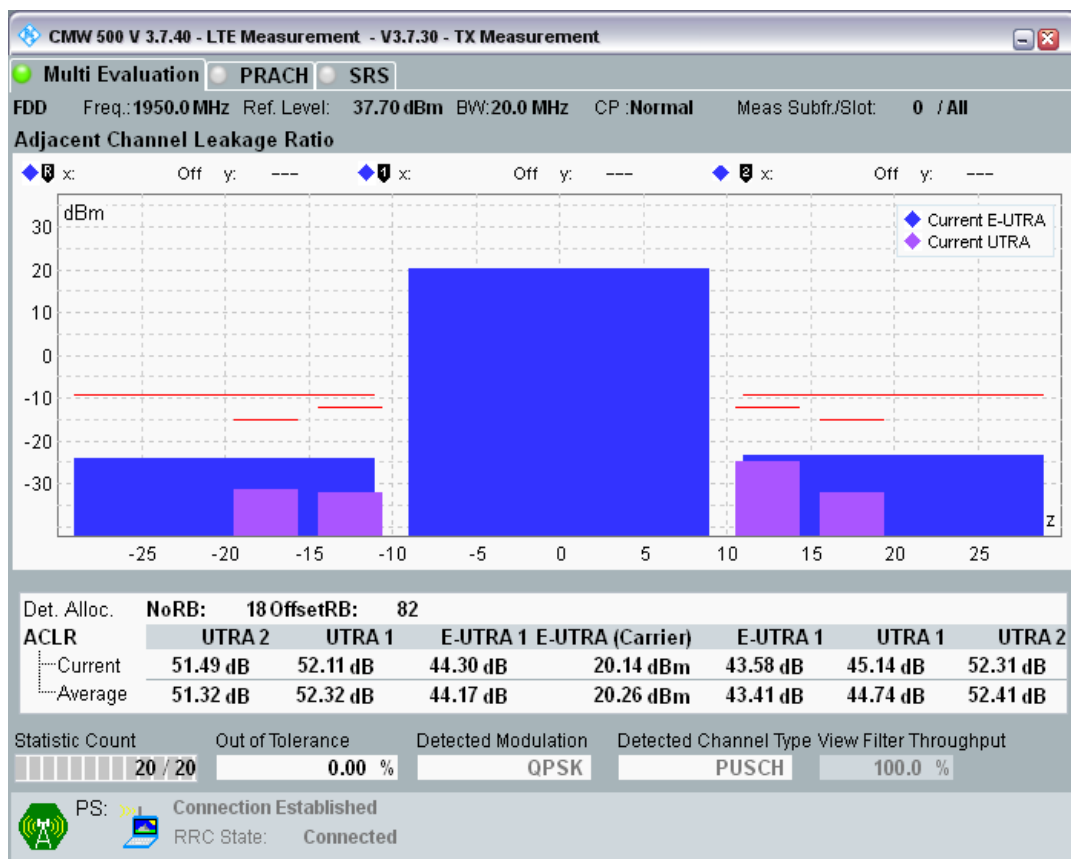 CMW 500 V 3.7.40 - LTE Measurement - V3.7.30 - TX Measurement
Multi Evaluation PRACH SRS
FDD Freq.: 1950.0 MHz Ref. Level: 37.70 dBm BW: 20.0 MHz CP : Normal Meas Subfr./Slot: 0 / All
Adjacent Channel Leakage Ratio
R x: Off y: --- 1 x: Off y: --- 2 x: Off y: ---
dBm
Current E-UTRA
Current UTRA
30
20
10
0
-10
-20
-30
z
-25 -20 -15 -10 -5 0 5 10 15 20 25
Det. Alloc. NoRB: 18 OffsetRB: 82
ACLR UTRA 2 UTRA 1 E-UTRA 1 E-UTRA (Carrier) E-UTRA 1 UTRA 1 UTRA 2
Current 51.49 dB 52.11 dB 44.30 dB 20.14 dBm 43.58 dB 45.14 dB 52.31 dB
Average 51.32 dB 52.32 dB 44.17 dB 20.26 dBm 43.41 dB 44.74 dB 52.41 dB
Statistic Count Out of Tolerance Detected Modulation Detected Channel Type View Filter Throughput
20 / 20 0.00 % QPSK PUSCH 100.0 %
PS: Connection Established
RRC State: Connected